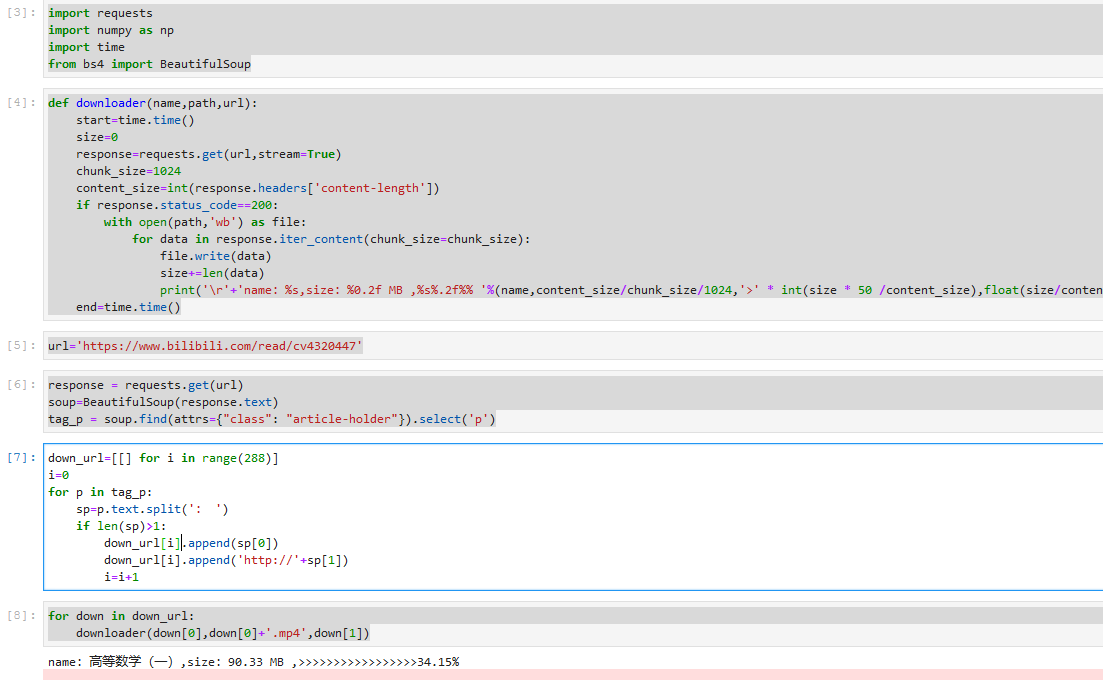 [3]: import requests
import numpy as np
import time
from bs4 import BeautifulSoup
[4]: def downloader(name,path,url):
    start=time.time()
    size=0
    response=requests.get(url,stream=True)
    chunk_size=1024
    content_size=int(response.headers['content-length'])
    if response.status_code==200:
        with open(path,'wb') as file:
            for data in response.iter_content(chunk_size=chunk_size):
                file.write(data)
                size+=len(data)
                print('\r'+'name: %s,size: %0.2f MB ,%s%.2f%% '%(name,content_size/chunk_size/1024,'>' * int(size * 50 /content_size),float(size/conten
    end=time.time()
[5]: url='https://www.bilibili.com/read/cv4320447'
[6]: response = requests.get(url)
soup=BeautifulSoup(response.text)
tag_p = soup.find(attrs={"class": "article-holder"}).select('p')
[7]: down_url=[[] for i in range(288)]
i=0
for p in tag_p:
    sp=p.text.split(':  ')
    if len(sp)>1:
        down_url[i].append(sp[0])
        down_url[i].append('http://'+sp[1])
        i=i+1
[8]: for down in down_url:
    downloader(down[0],down[0]+'.mp4',down[1])
name: 高等数学（一）,size: 90.33 MB ,>>>>>>>>>>>>>>>>>34.15%